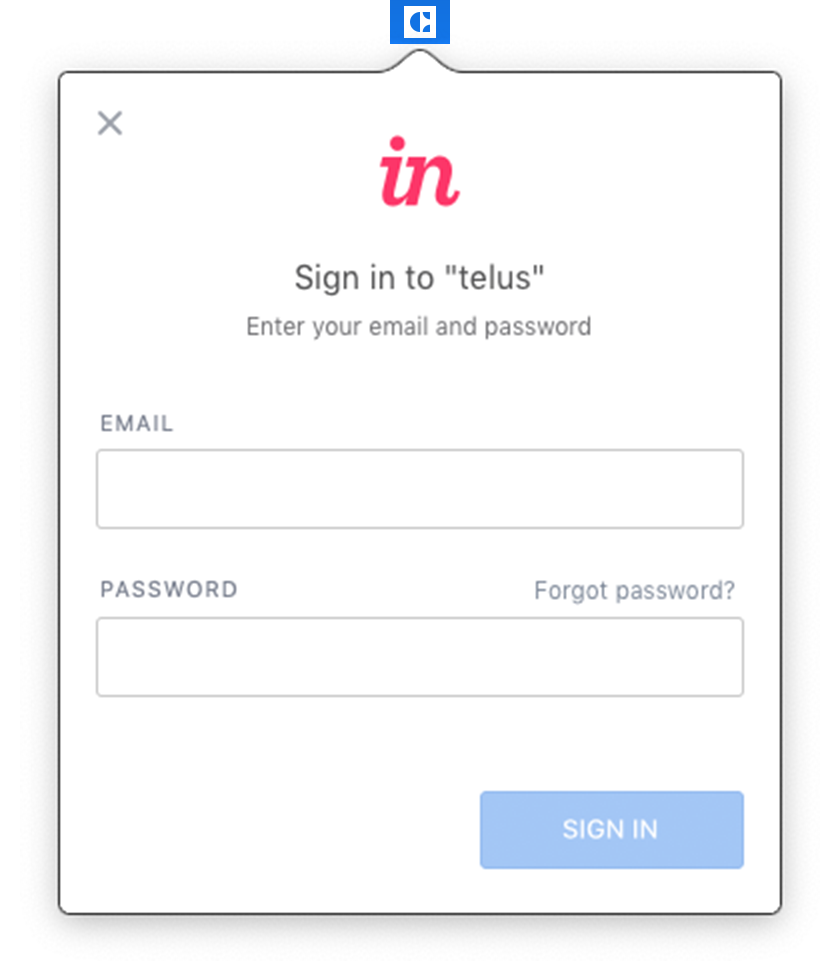 in
Sign in to "telus"
Enter your email and password
EMAIL
PASSWORD
Forgot password?
SIGN IN